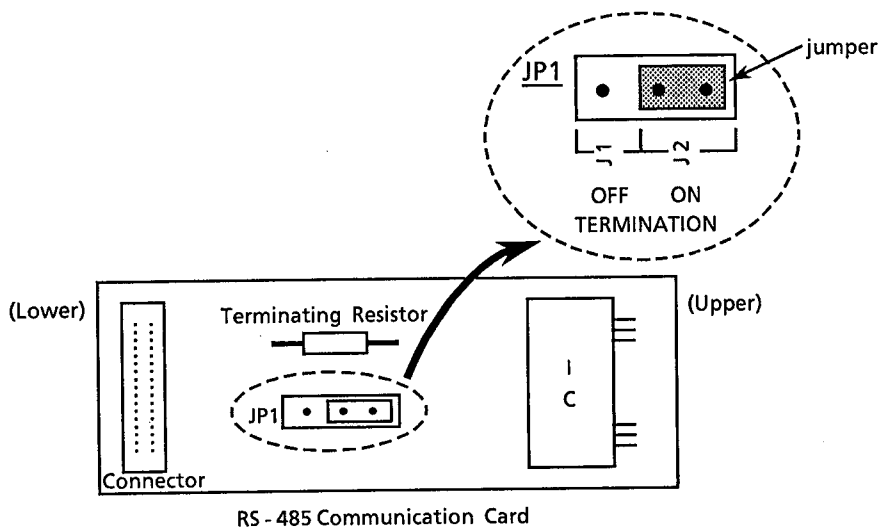 jumper
JP1
J1 J2
OFF ON
TERMINATION
(Lower)
(Upper)
Terminating Resistor
I
C
JP1
Connector
RS - 485 Communication Card